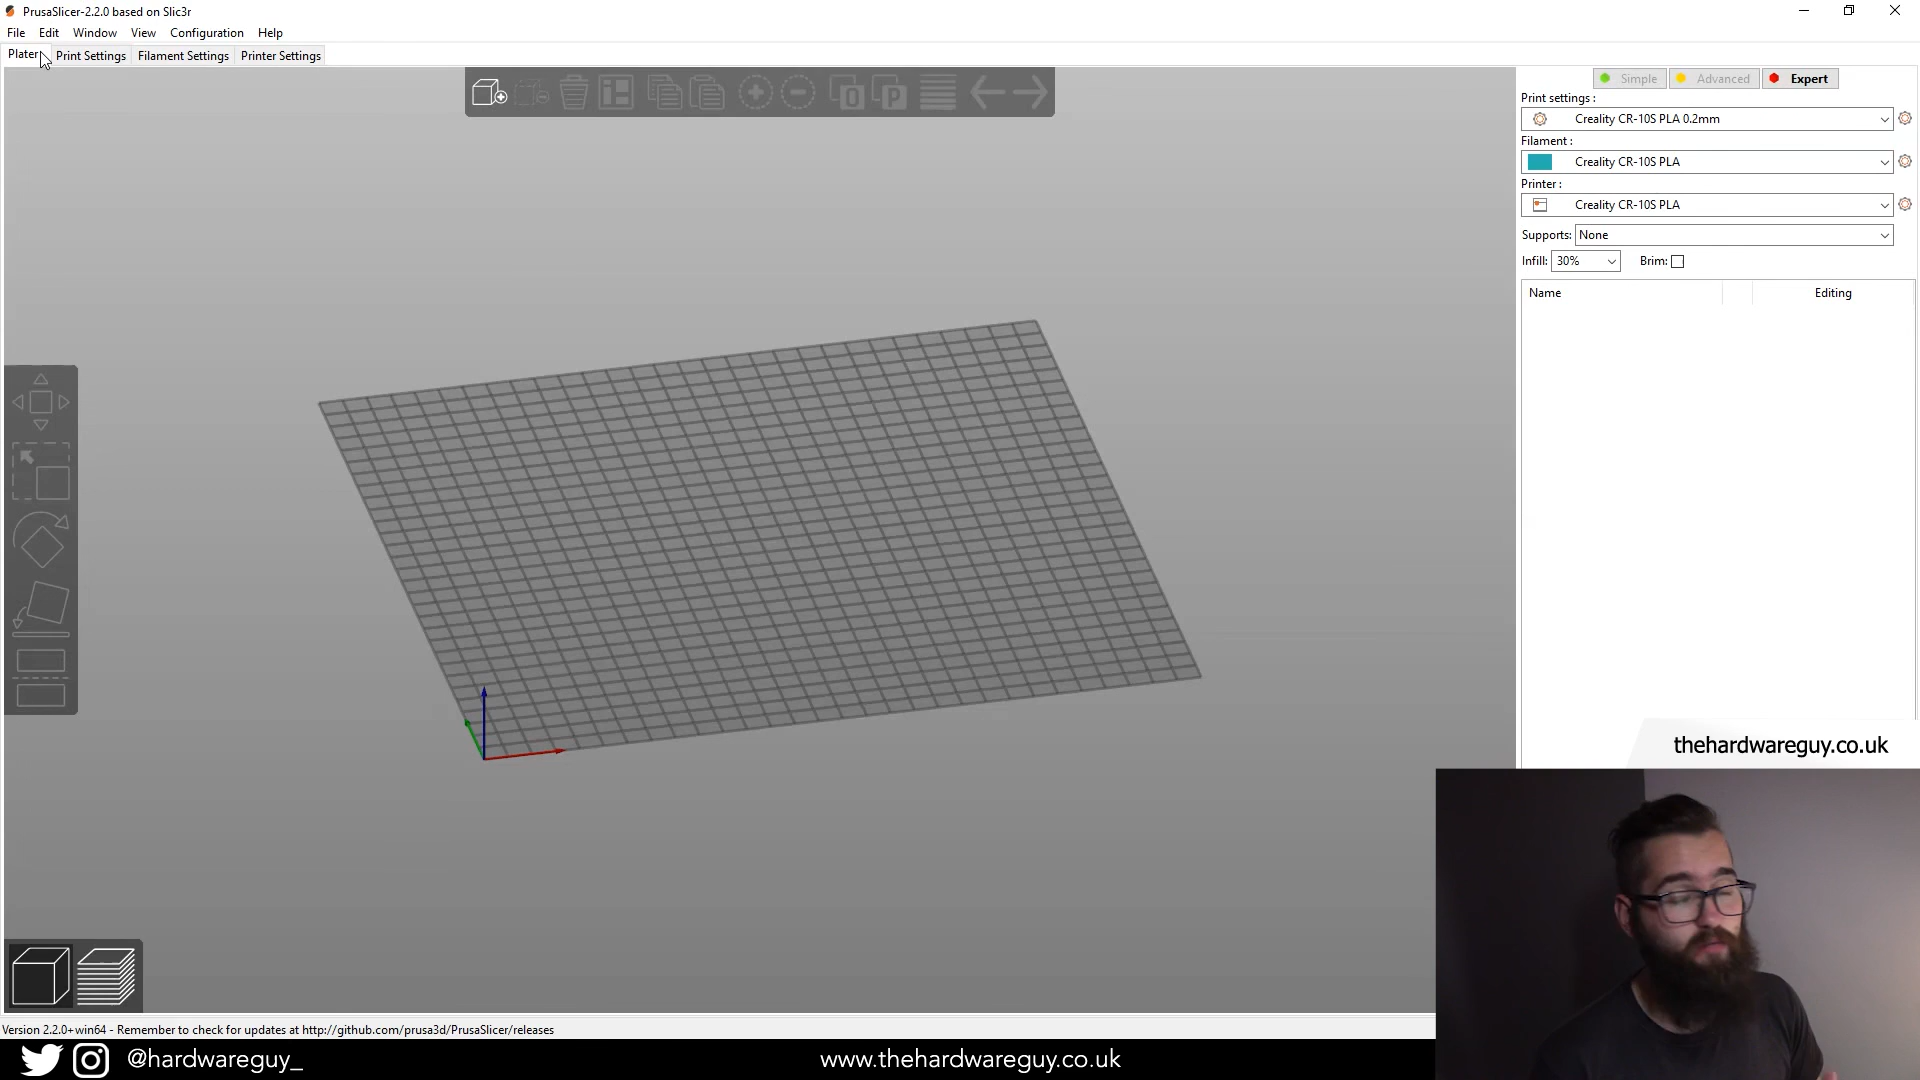 PrusaSlicer-2.2.0 based on Slic3r
File Edit Window View Configuration Help
Plater Print Settings Filament Settings Printer Settings
Simple Advanced Expert
Print settings :
Creality CR-10S PLA 0.2mm
Filament :
Creality CR-10S PLA
Printer :
Creality CR-10S PLA
Supports: None
Infill: 30% Brim:
Name Editing
O P
thehardwareguy.co.uk
Version 2.2.0+win64 - Remember to check for updates at http://github.com/prusa3d/PrusaSlicer/releases
@hardwareguy_ www.thehardwareguy.co.uk